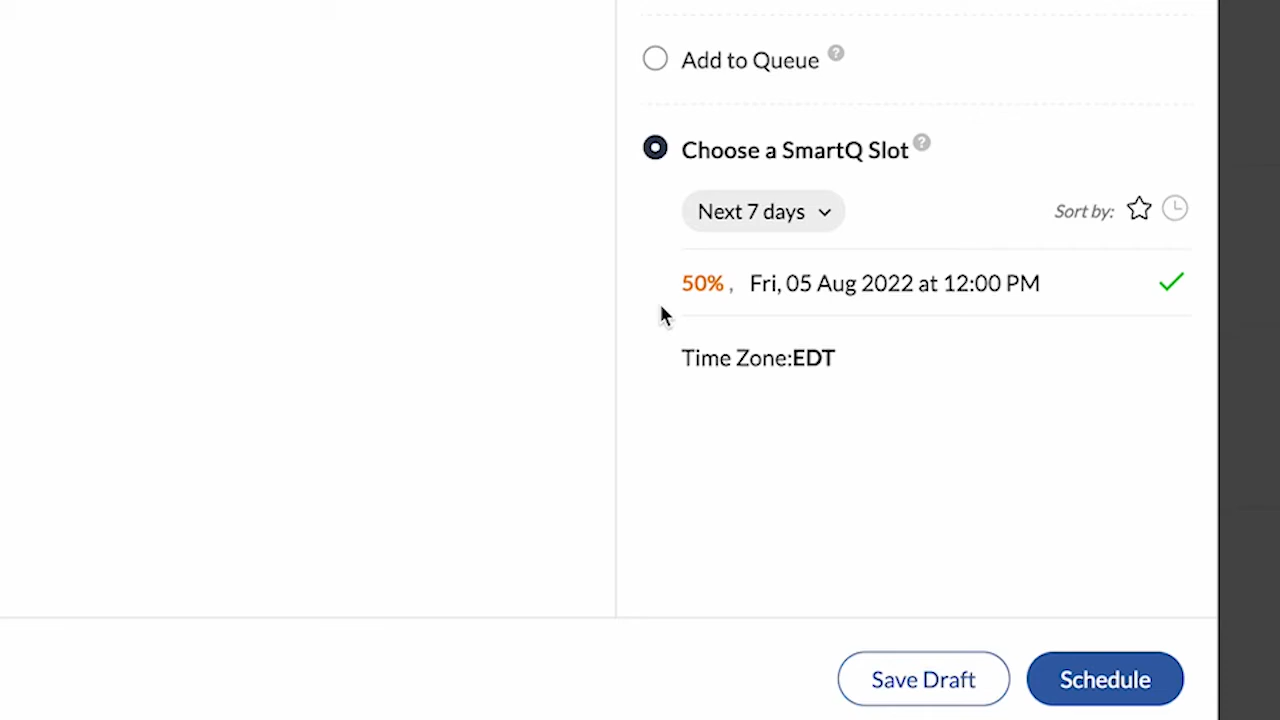 Add to Queue ?
Choose a SmartQ Slot ?
Next 7 days
Sort by:
50% , Fri, 05 Aug 2022 at 12:00 PM
Time Zone:EDT
Save Draft
Schedule